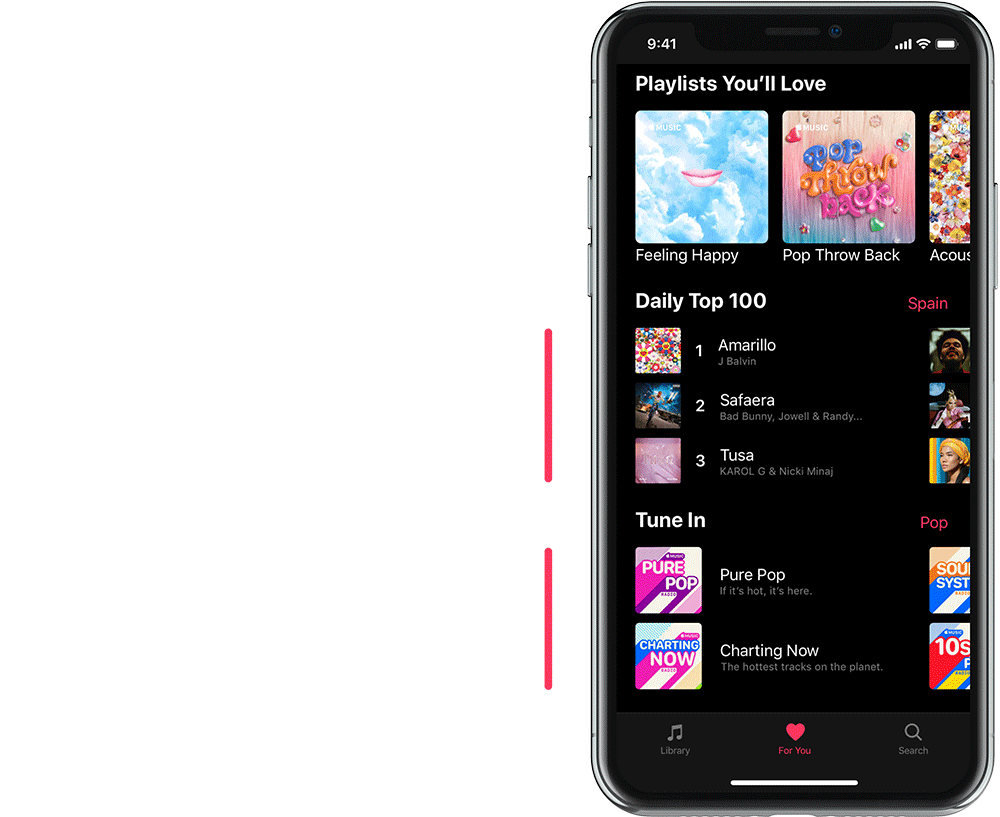 9:41
Playlists You’ll Love
MUSIC
MUSIC
Pop
Throw
back
Feeling Happy
Pop Throw Back
Acous
Daily Top 100
Spain
1
Amarillo
J Balvin
2
Safaera
Bad Bunny, Jowell & Randy...
3
Tusa
KAROL G & Nicki Minaj
Tune In
Pop
MUSIC
PURE
POP
RADIO
Pure Pop
If it’s hot, it’s here.
SOU
SYST
MUSIC
CHARTING
NOW
RADIO
Charting Now
The hottest tracks on the planet.
MUSIC
10S
P
Library
For You
Search